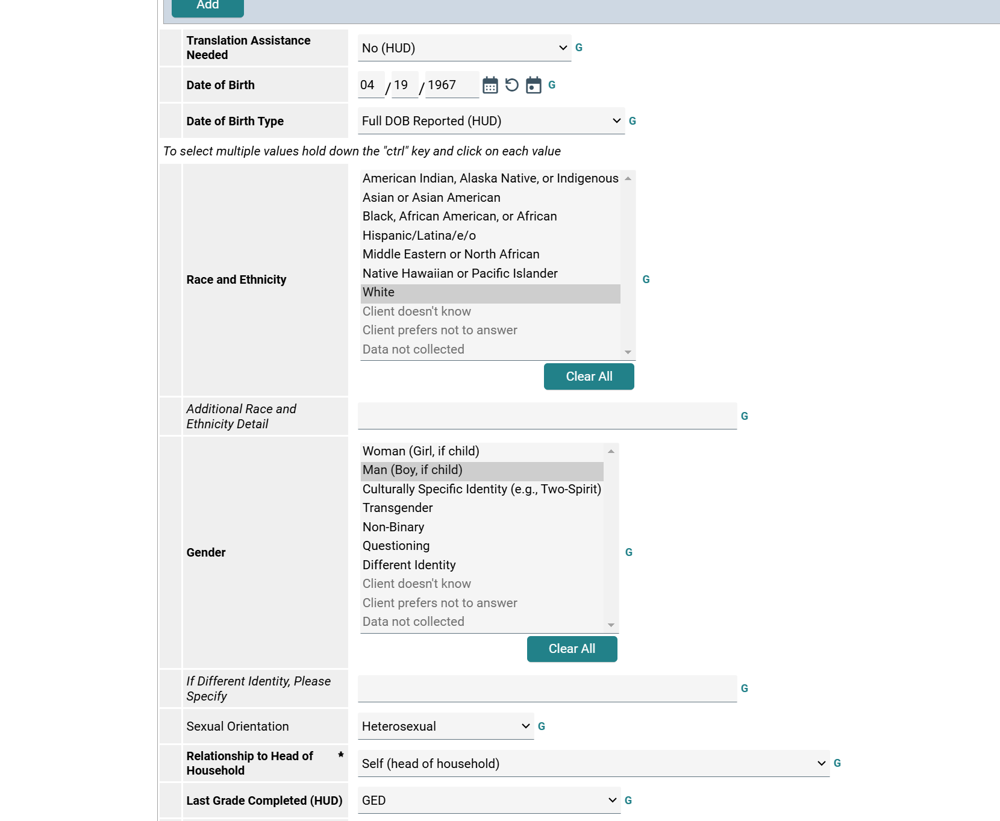 Add
Translation Assistance
Needed
No (HUD)
G
Date of Birth
04 / 19 / 1967
G
Date of Birth Type
Full DOB Reported (HUD)
G
To select multiple values hold down the "ctrl" key and click on each value
Race and Ethnicity
American Indian, Alaska Native, or Indigenous
Asian or Asian American
Black, African American, or African
Hispanic/Latina/e/o
Middle Eastern or North African
Native Hawaiian or Pacific Islander
White
Client doesn't know
Client prefers not to answer
Data not collected
G
Clear All
Additional Race and
Ethnicity Detail
G
Gender
Woman (Girl, if child)
Man (Boy, if child)
Culturally Specific Identity (e.g., Two-Spirit)
Transgender
Non-Binary
Questioning
Different Identity
Client doesn't know
Client prefers not to answer
Data not collected
G
Clear All
If Different Identity, Please
Specify
G
Sexual Orientation
Heterosexual
G
Relationship to Head of *
Household
Self (head of household)
G
Last Grade Completed (HUD)
GED
G